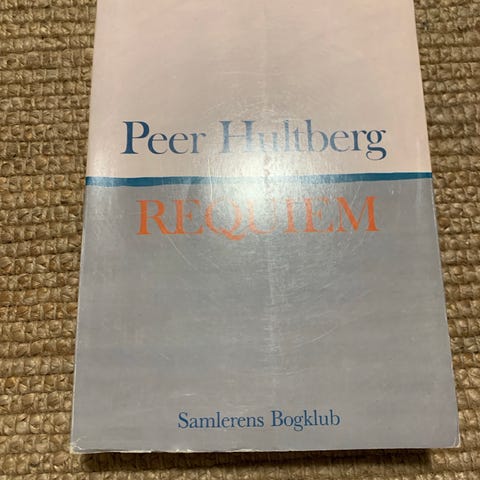 Peer Hultberg
REQUIEM
Samlerens Bogklub